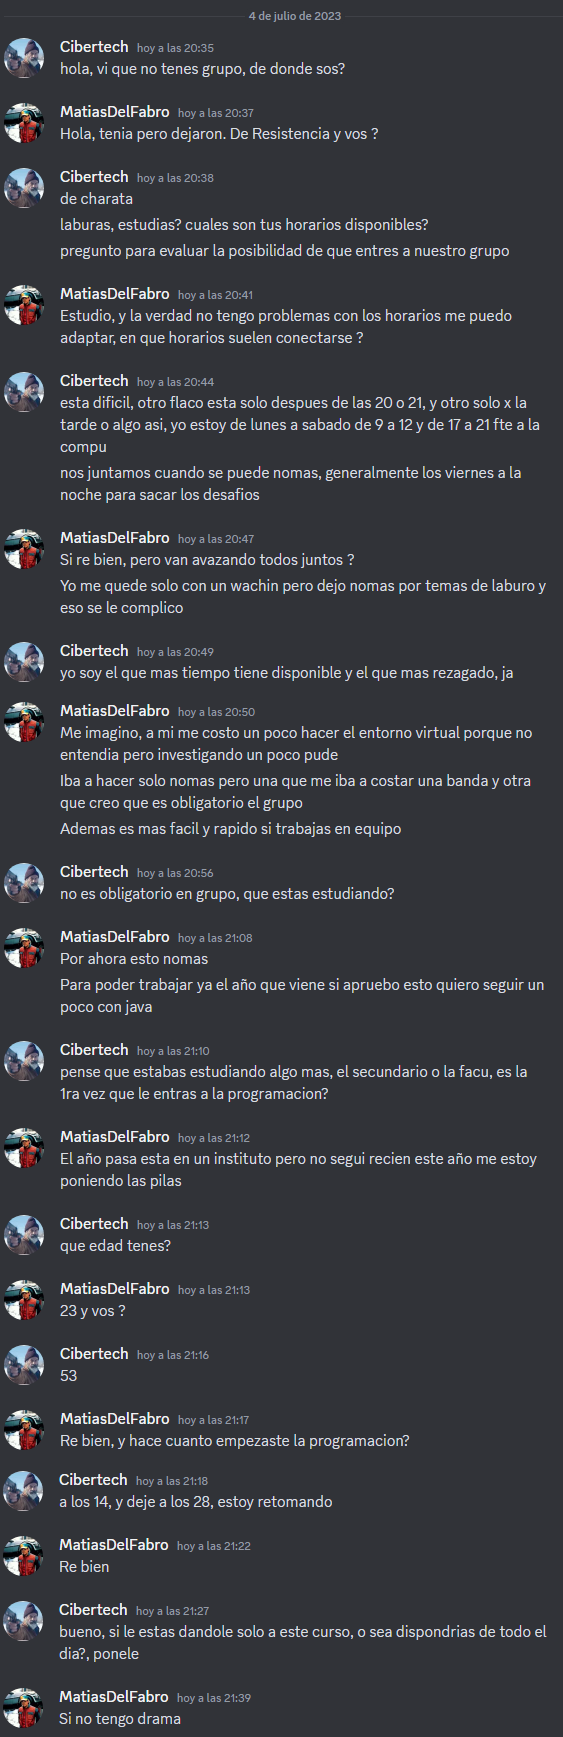 4 de julio de 2023
Cibertech hoy a las 20:35
hola, vi que no tenes grupo, de donde sos?
MatiasDelFabro hoy a las 20:37
Hola, tenia pero dejaron. De Resistencia y vos ?
Cibertech hoy a las 20:38
de charata
laburas, estudias? cuales son tus horarios disponibles?
pregunto para evaluar la posibilidad de que entres a nuestro grupo
MatiasDelFabro hoy a las 20:41
Estudio, y la verdad no tengo problemas con los horarios me puedo
adaptar, en que horarios suelen conectarse ?
Cibertech hoy a las 20:44
esta dificil, otro flaco esta solo despues de las 20 o 21, y otro solo x la
tarde o algo asi, yo estoy de lunes a sabado de 9 a 12 y de 17 a 21 fte a la
compu
nos juntamos cuando se puede nomas, generalmente los viernes a la
noche para sacar los desafios
MatiasDelFabro hoy a las 20:47
Si re bien, pero van avazando todos juntos ?
Yo me quede solo con un wachin pero dejo nomas por temas de laburo y
eso se le complico
Cibertech hoy a las 20:49
yo soy el que mas tiempo tiene disponible y el que mas rezagado, ja
MatiasDelFabro hoy a las 20:50
Me imagino, a mi me costo un poco hacer el entorno virtual porque no
entendia pero investigando un poco pude
Iba a hacer solo nomas pero una que me iba a costar una banda y otra
que creo que es obligatorio el grupo
Ademas es mas facil y rapido si trabajas en equipo
Cibertech hoy a las 20:56
no es obligatorio en grupo, que estas estudiando?
MatiasDelFabro hoy a las 21:08
Por ahora esto nomas
Para poder trabajar ya el año que viene si apruebo esto quiero seguir un
poco con java
Cibertech hoy a las 21:10
pense que estabas estudiando algo mas, el secundario o la facu, es la
1ra vez que le entras a la programacion?
MatiasDelFabro hoy a las 21:12
El año pasa esta en un instituto pero no segui recien este año me estoy
poniendo las pilas
Cibertech hoy a las 21:13
que edad tenes?
MatiasDelFabro hoy a las 21:13
23 y vos ?
Cibertech hoy a las 21:16
53
MatiasDelFabro hoy a las 21:17
Re bien, y hace cuanto empezaste la programacion?
Cibertech hoy a las 21:18
a los 14, y deje a los 28, estoy retomando
MatiasDelFabro hoy a las 21:22
Re bien
Cibertech hoy a las 21:27
bueno, si le estas dandole solo a este curso, o sea dispondrias de todo el
dia?, ponele
MatiasDelFabro hoy a las 21:39
Si no tengo drama